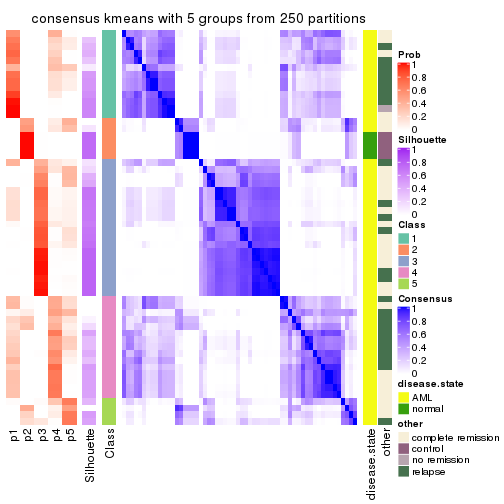 consensus kmeans with 5 groups from 250 partitions
p1
p2
p3
p4
p5
Silhouette
Class
disease.state
other
Prob
1
0.8
0.6
0.4
0.2
0
Silhouette
1
0.8
0.6
0.4
0.2
0
Class
1
2
3
4
5
Consensus
1
0.8
0.6
0.4
0.2
0
disease.state
AML
normal
other
complete remission
control
no remission
relapse